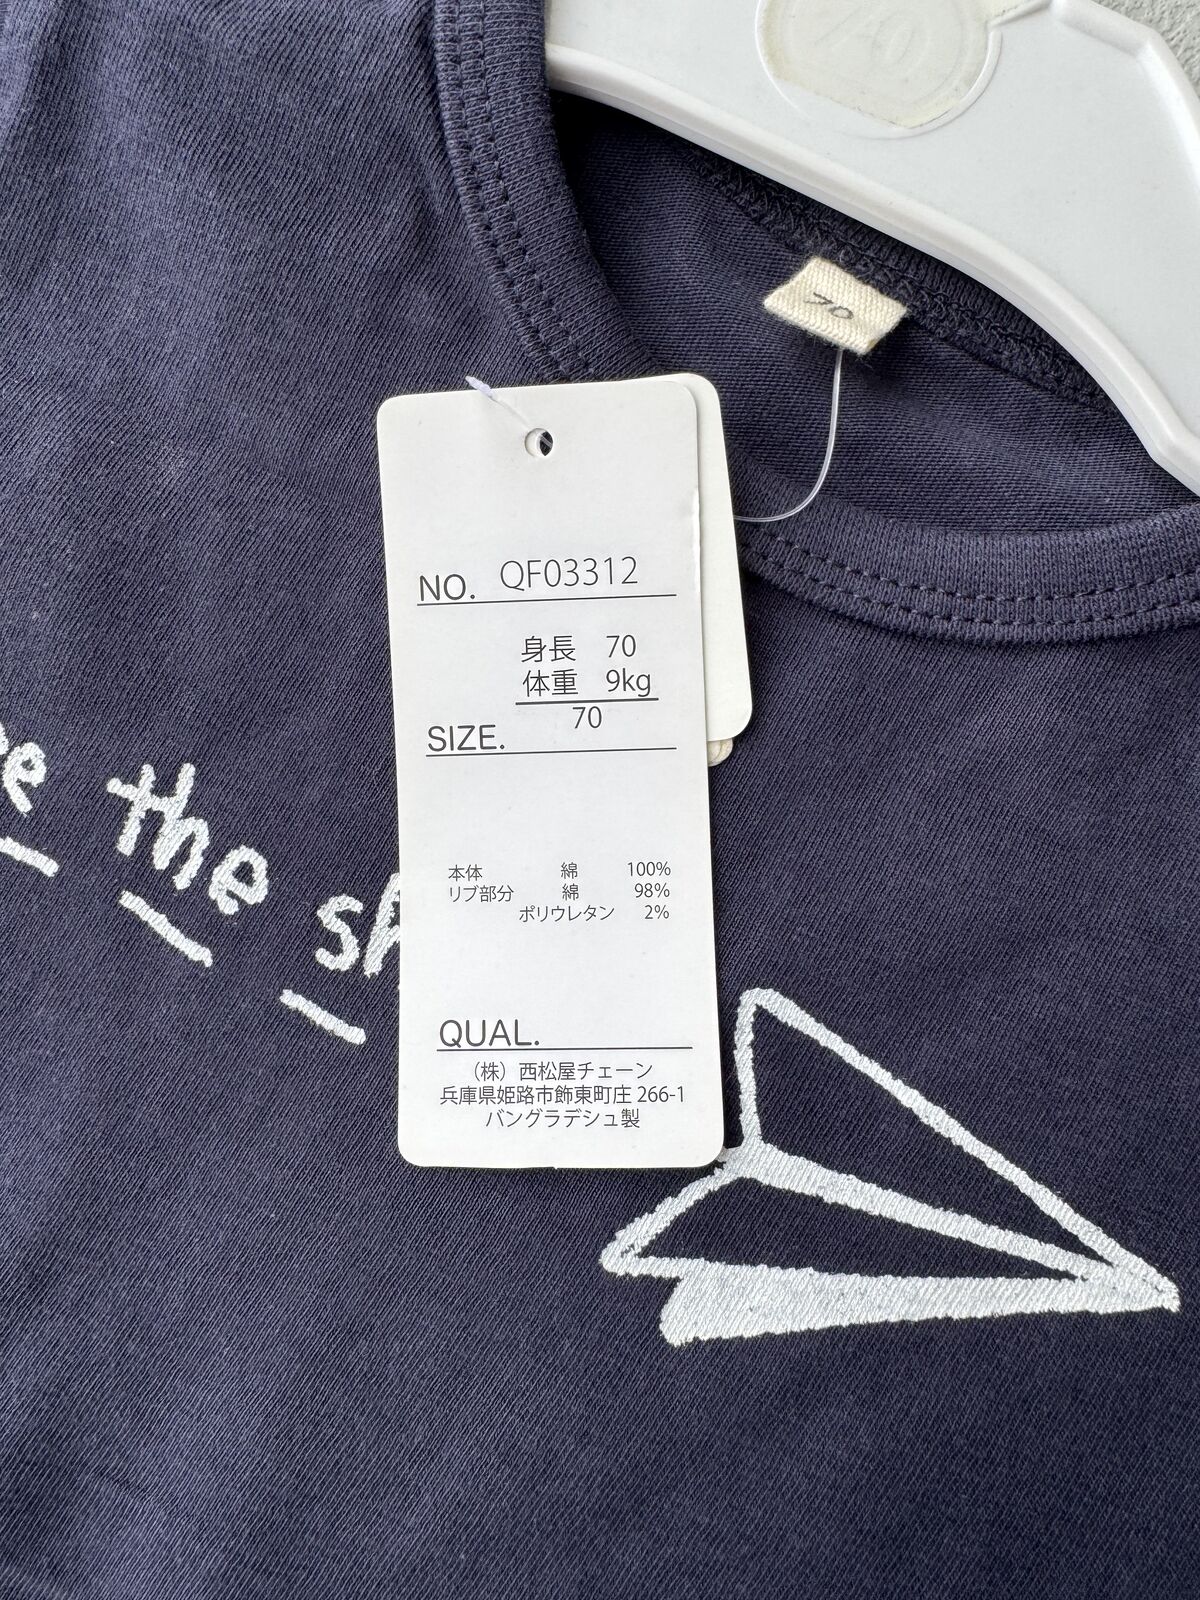 70
70
NO. QF03312
身長 70
体重 9kg
70
SIZE.
本体 綿 100%
リブ部分 綿 98%
ポリウレタン 2%
QUAL.
（株）西松屋チェーン
兵庫県姫路市飾東町庄 266-1
バングラデシュ製
the